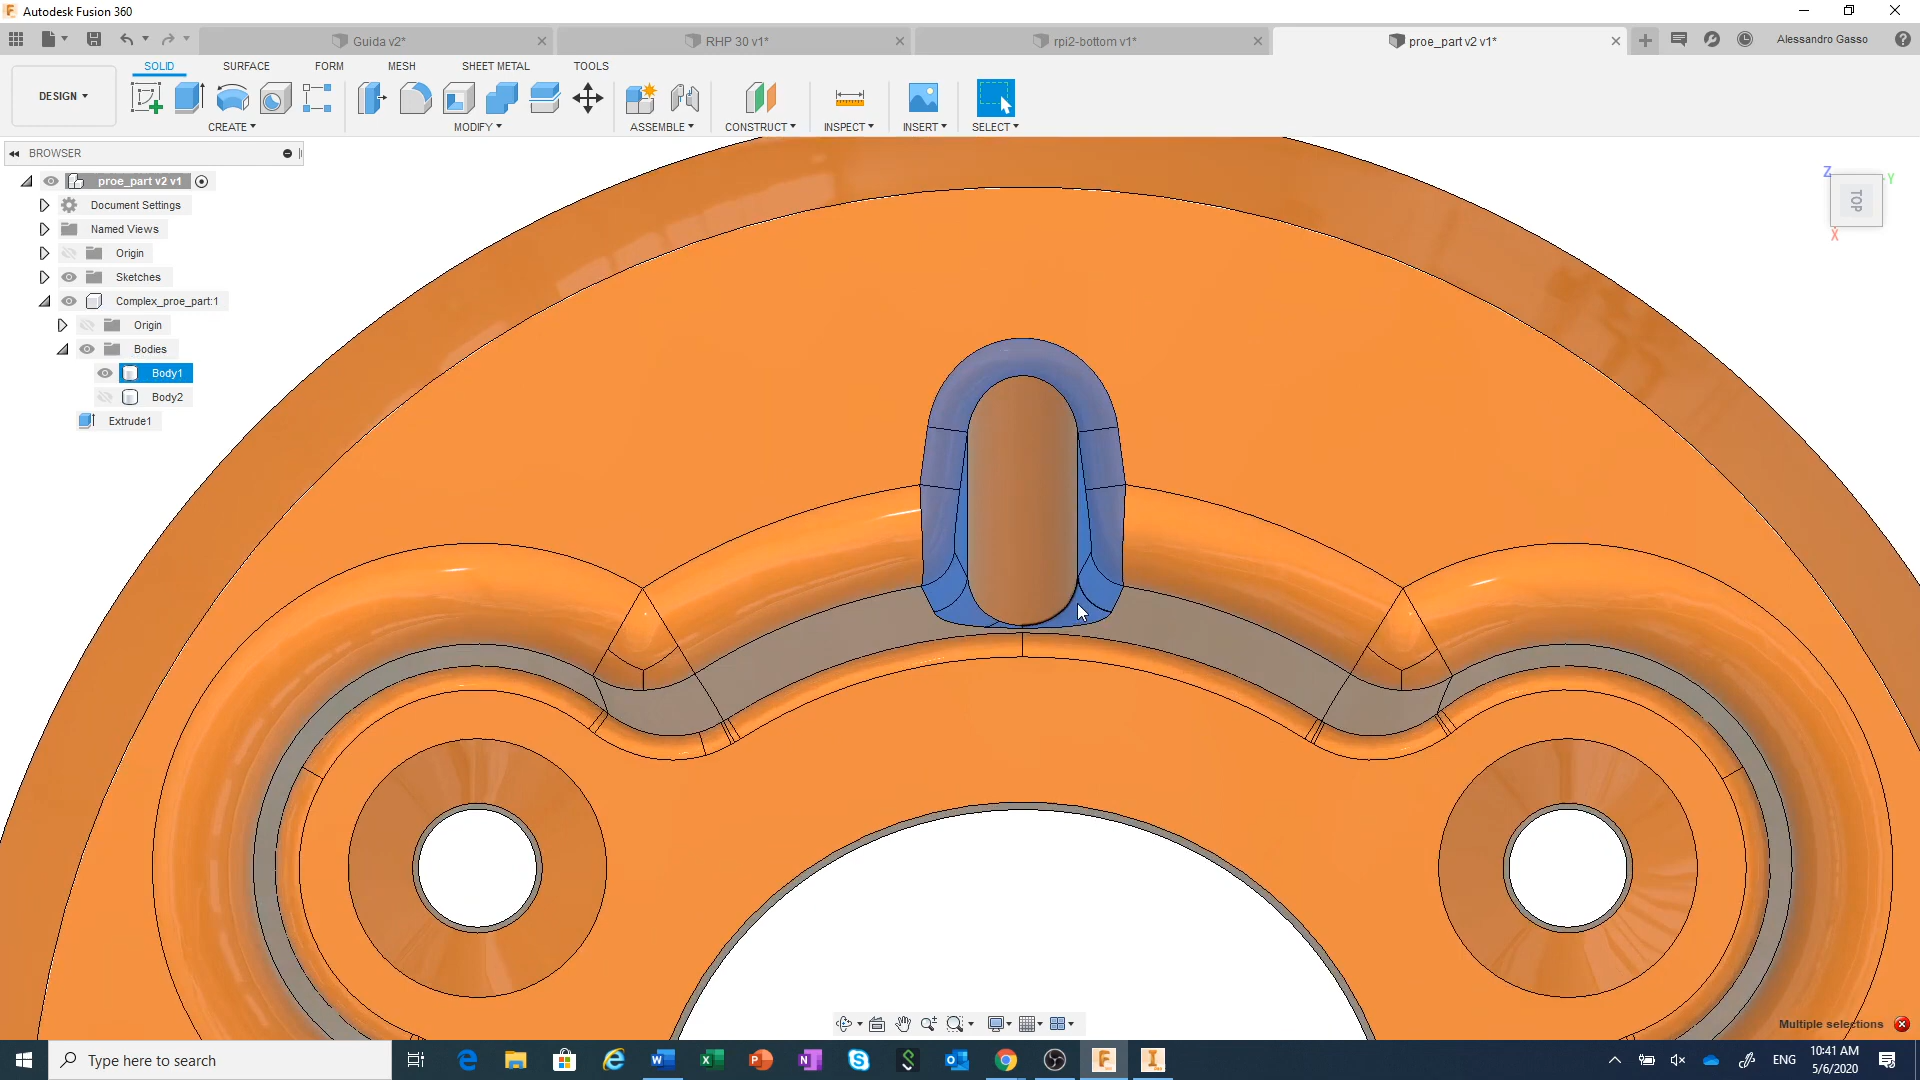 Autodesk Fusion 360
Guida v2*
RHP 30 v1*
rpi2-bottom v1*
proe_part v2 v1*
Alessandro Gasso
SOLID
SURFACE
FORM
MESH
SHEET METAL
TOOLS
DESIGN
CREATE
MODIFY
ASSEMBLE
CONSTRUCT
INSPECT
INSERT
SELECT
BROWSER
proe_part v2 v1
Document Settings
Named Views
Origin
Sketches
Complex_proe_part:1
Origin
Bodies
Body1
Body2
Extrude1
Z
Y
TOP
X
Multiple selections
Type here to search
ENG
10:41 AM
5/6/2020